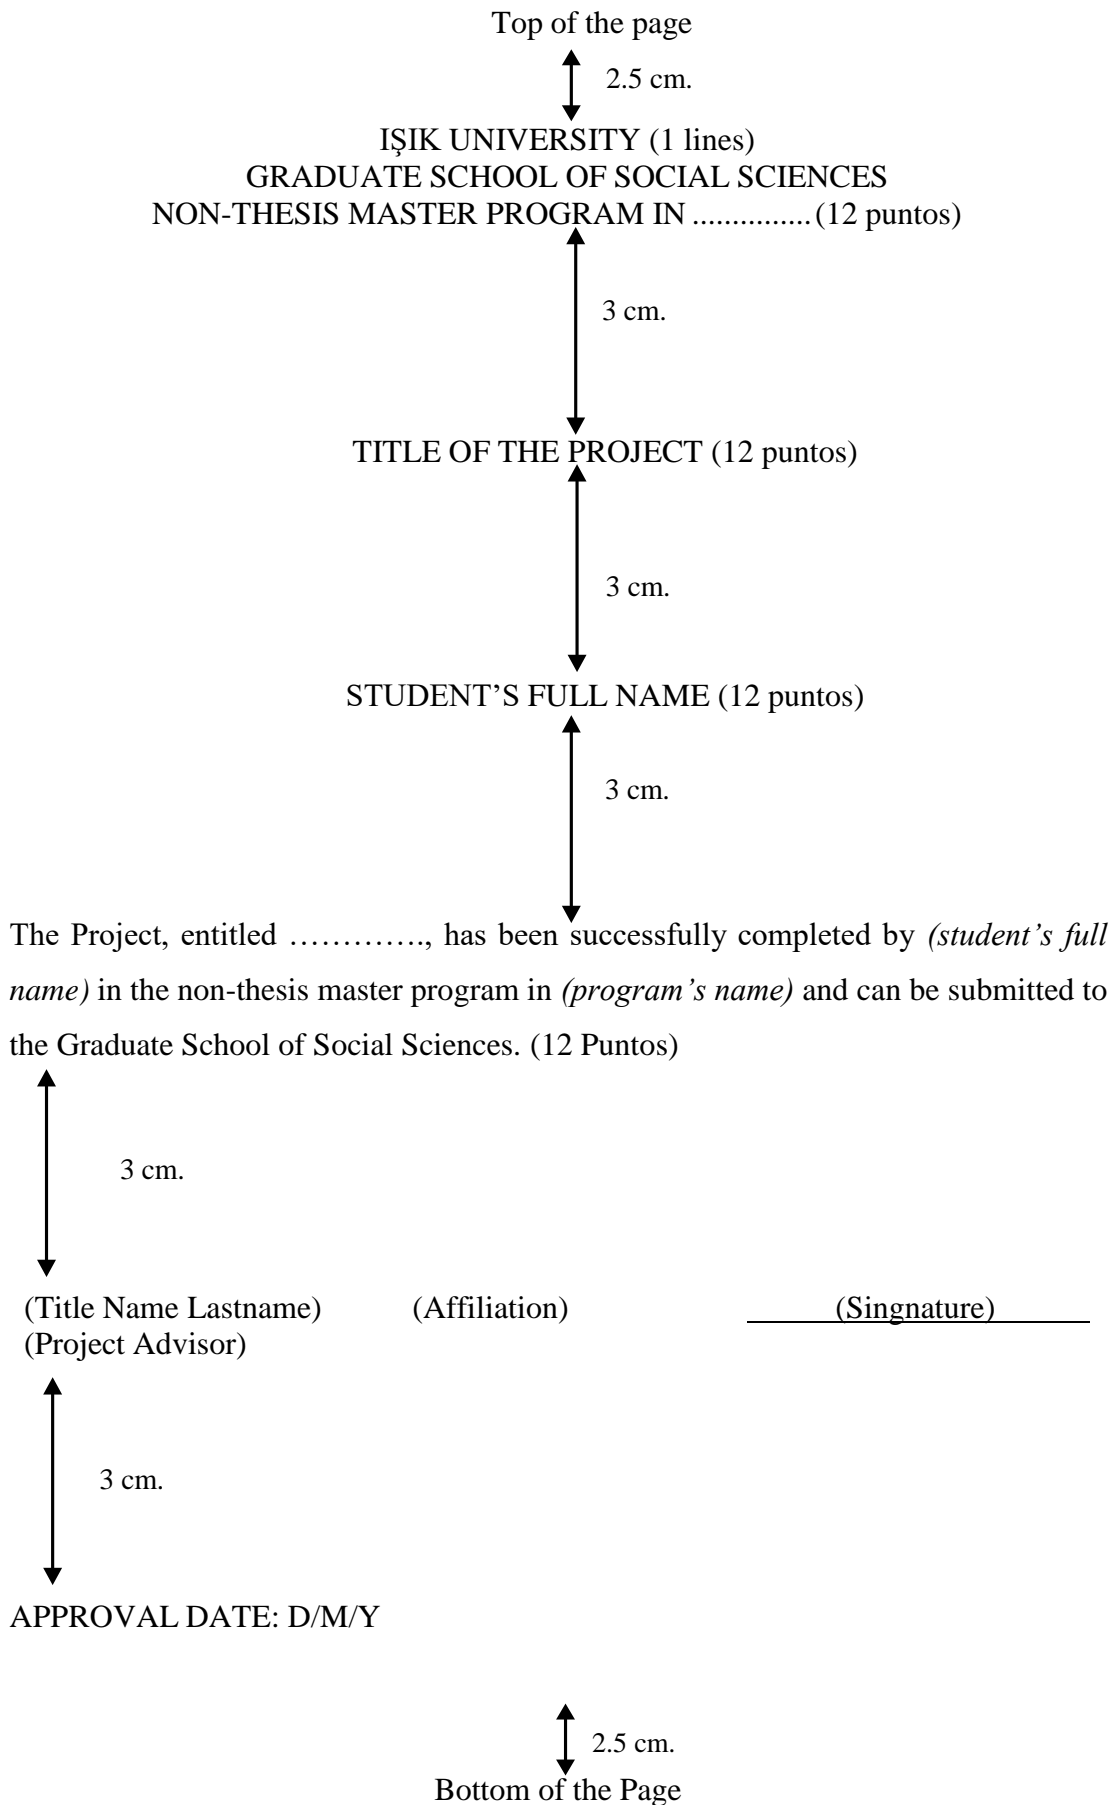 Top of the page
2.5 cm.
IŞIK UNIVERSITY (1 lines)
GRADUATE SCHOOL OF SOCIAL SCIENCES
NON-THESIS MASTER PROGRAM IN ............... (12 puntos)
3 cm.
TITLE OF THE PROJECT (12 puntos)
3 cm.
STUDENT’S FULL NAME (12 puntos)
3 cm.
The Project, entitled …………., has been successfully completed by (student’s full
name) in the non-thesis master program in (program’s name) and can be submitted to
the Graduate School of Social Sciences. (12 Puntos)
3 cm.
(Title Name Lastname) (Affiliation) (Singnature)
(Project Advisor)
3 cm.
APPROVAL DATE: D/M/Y
2.5 cm.
Bottom of the Page